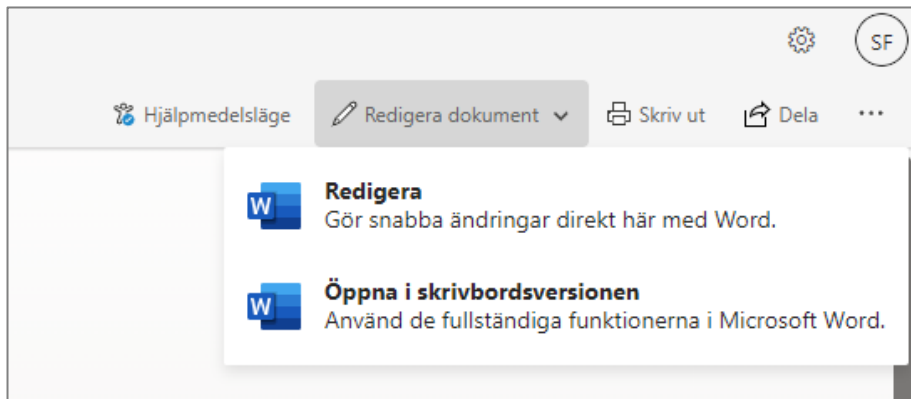 SF
Hjälpmedelsläge Redigera dokument Skriv ut Dela ...
W Redigera
Gör snabba ändringar direkt här med Word.
W Öppna i skrivbordsversionen
Använd de fullständiga funktionerna i Microsoft Word.